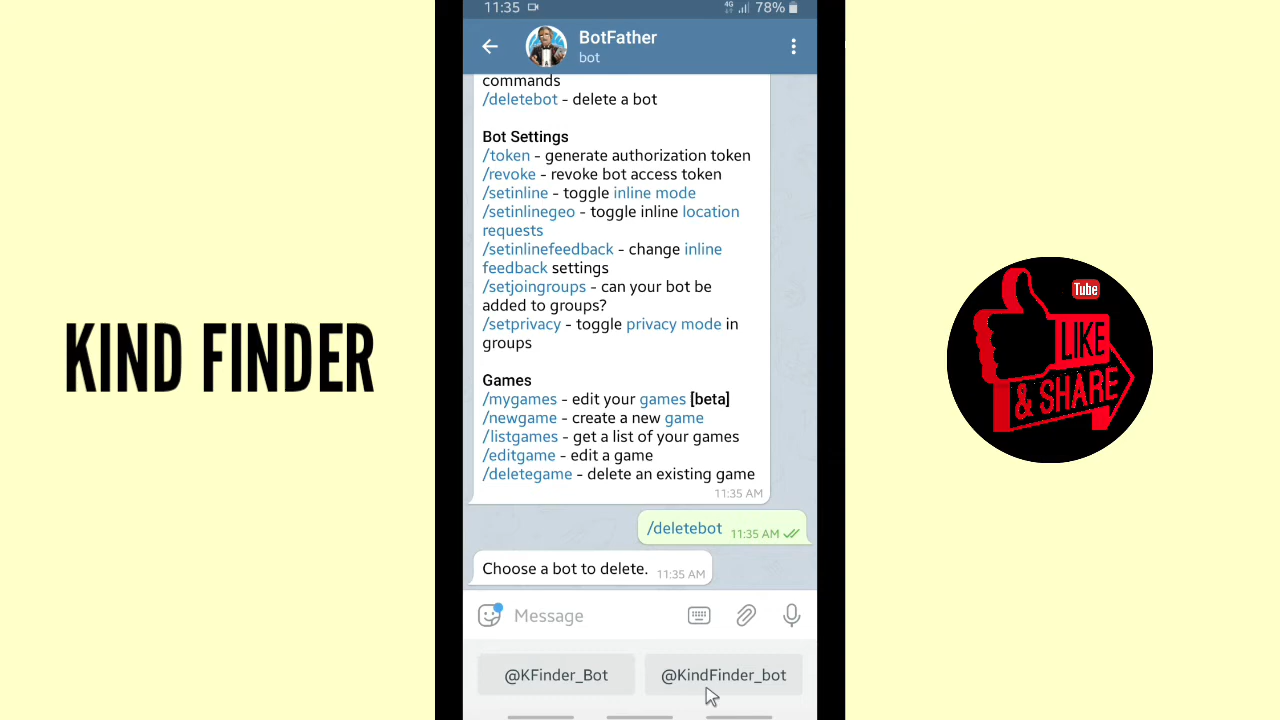 11:35
4G
78%
BotFather
bot
commands
/deletebot - delete a bot
Bot Settings
/token - generate authorization token
/revoke - revoke bot access token
/setinline - toggle inline mode
/setinlinegeo - toggle inline location
requests
/setinlinefeedback - change inline
feedback settings
/setjoingroups - can your bot be
added to groups?
/setprivacy - toggle privacy mode in
groups
Games
/mygames - edit your games [beta]
/newgame - create a new game
/listgames - get a list of your games
/editgame - edit a game
/deletegame - delete an existing game
11:35 AM
/deletebot 11:35 AM
Choose a bot to delete. 11:35 AM
Message
@KFinder_Bot
@KindFinder_bot
KIND FINDER
Tube
LIKE
& SHARE